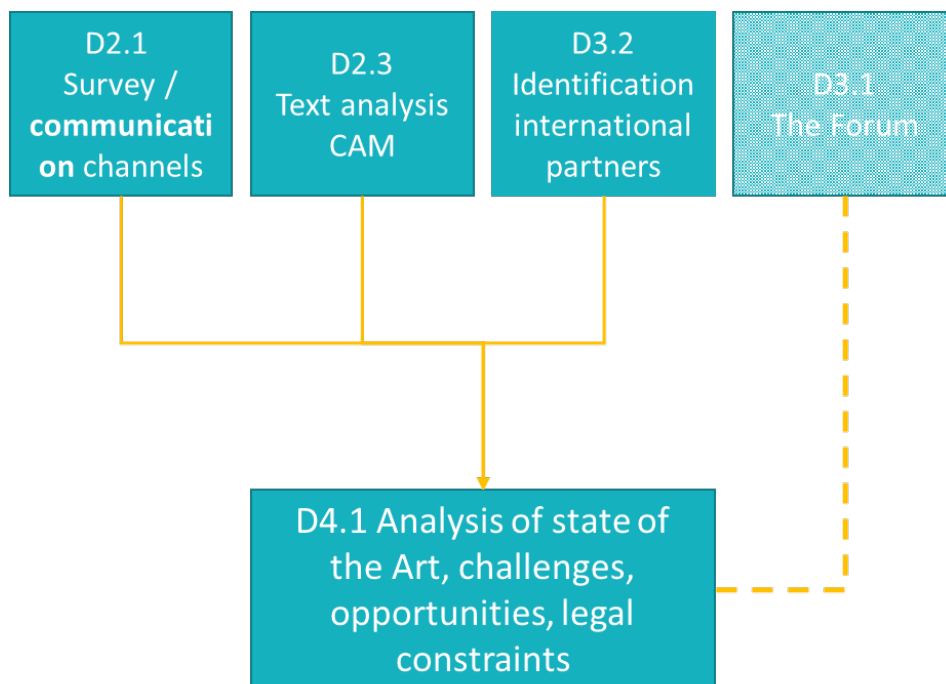 D2.1
Survey /
communicati
on channels
D2.3
Text analysis
CAM
D3.2
Identification
international
partners
D3.1
The Forum
D4.1 Analysis of state of
the Art, challenges,
opportunities, legal
constraints